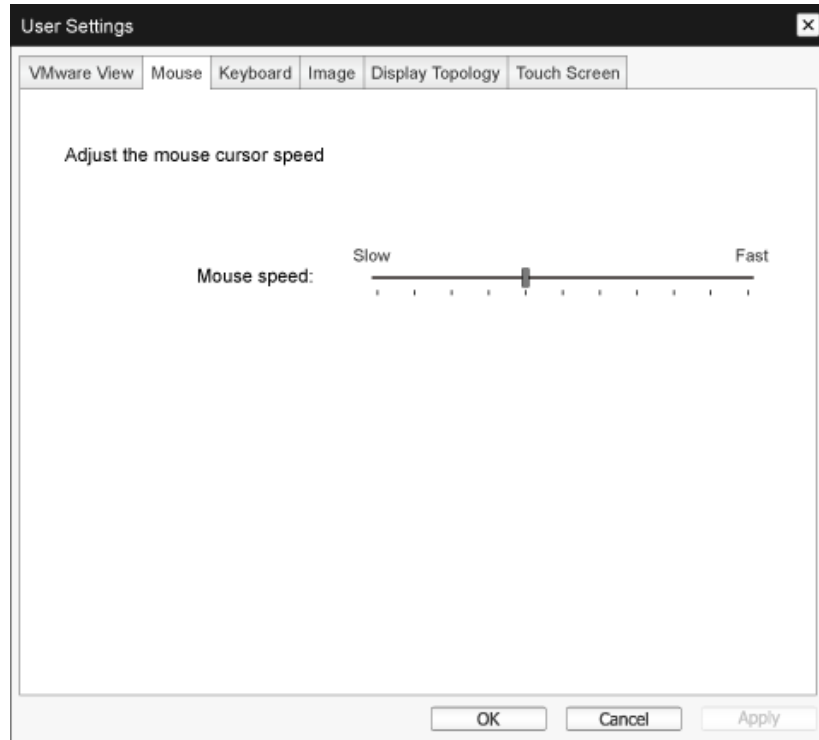 User Settings
VMware View Mouse Keyboard Image Display Topology Touch Screen
Adjust the mouse cursor speed
Slow Fast
Mouse speed:
OK Cancel Apply